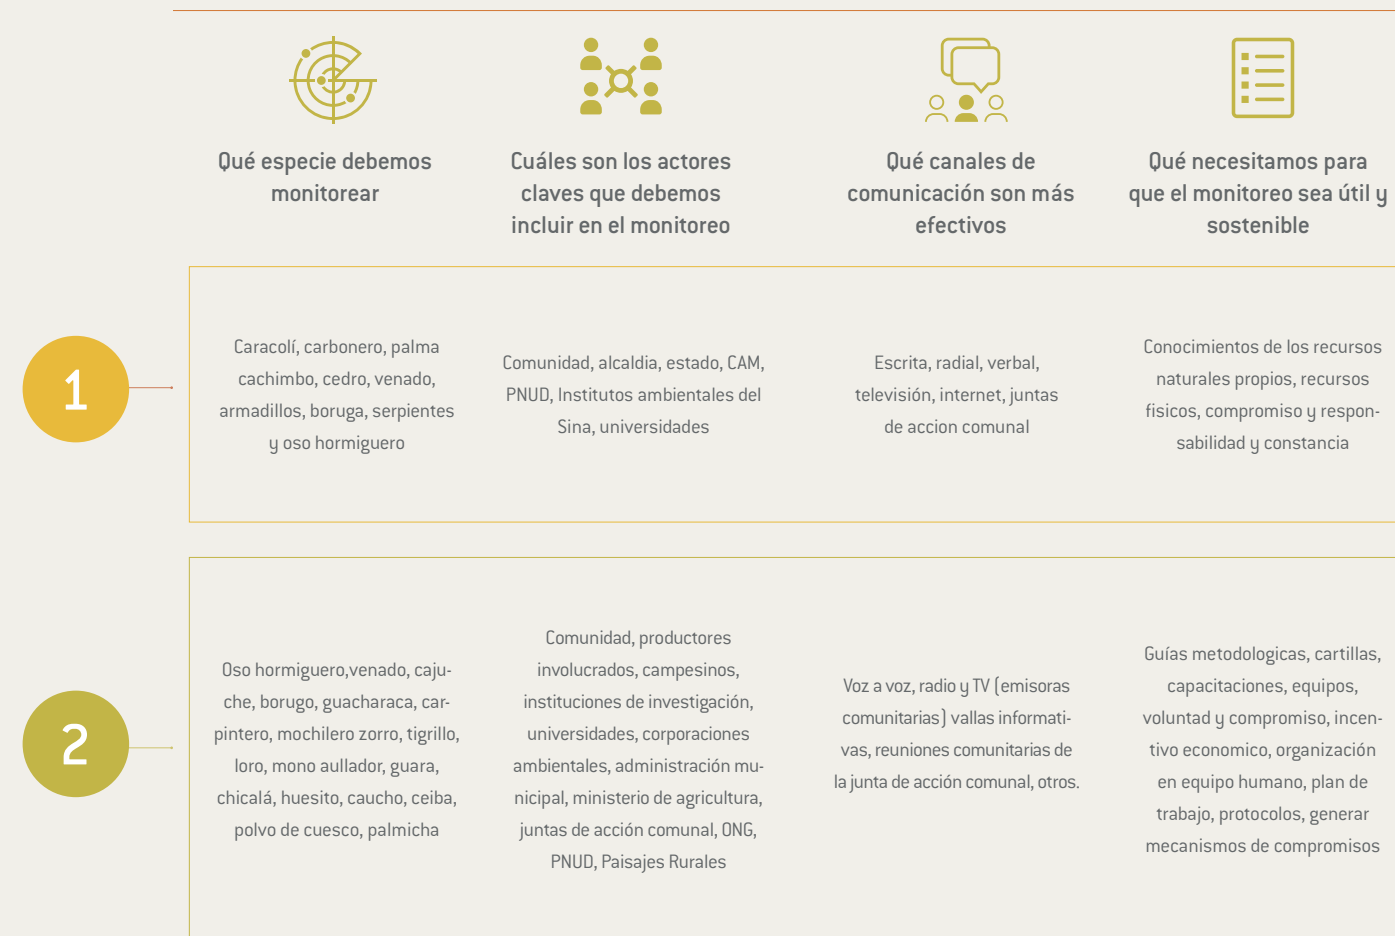 Qué especie debemos
monitorear
Cuáles son los actores
claves que debemos
incluir en el monitoreo
Qué canales de
comunicación son más
efectivos
Qué necesitamos para
que el monitoreo sea útil y
sostenible
1
Caracolí, carbonero, palma
cachimbo, cedro, venado,
armadillos, boruga, serpientes
y oso hormiguero
Comunidad, alcaldia, estado, CAM,
PNUD, Institutos ambientales del
Sina, universidades
Escrita, radial, verbal,
televisión, internet, juntas
de accion comunal
Conocimientos de los recursos
naturales propios, recursos
fisicos, compromiso y respon-
sabilidad y constancia
2
Oso hormiguero,venado, caju-
che, borugo, guacharaca, car-
pintero, mochilero zorro, tigrillo,
loro, mono aullador, guara,
chicalá, huesito, caucho, ceiba,
polvo de cuesco, palmicha
Comunidad, productores
involucrados, campesinos,
instituciones de investigación,
universidades, corporaciones
ambientales, administración mu-
nicipal, ministerio de agricultura,
juntas de acción comunal, ONG,
PNUD, Paisajes Rurales
Voz a voz, radio y TV (emisoras
comunitarias) vallas informati-
vas, reuniones comunitarias de
la junta de acción comunal, otros.
Guías metodologicas, cartillas,
capacitaciones, equipos,
voluntad y compromiso, incen-
tivo economico, organización
en equipo humano, plan de
trabajo, protocolos, generar
mecanismos de compromisos